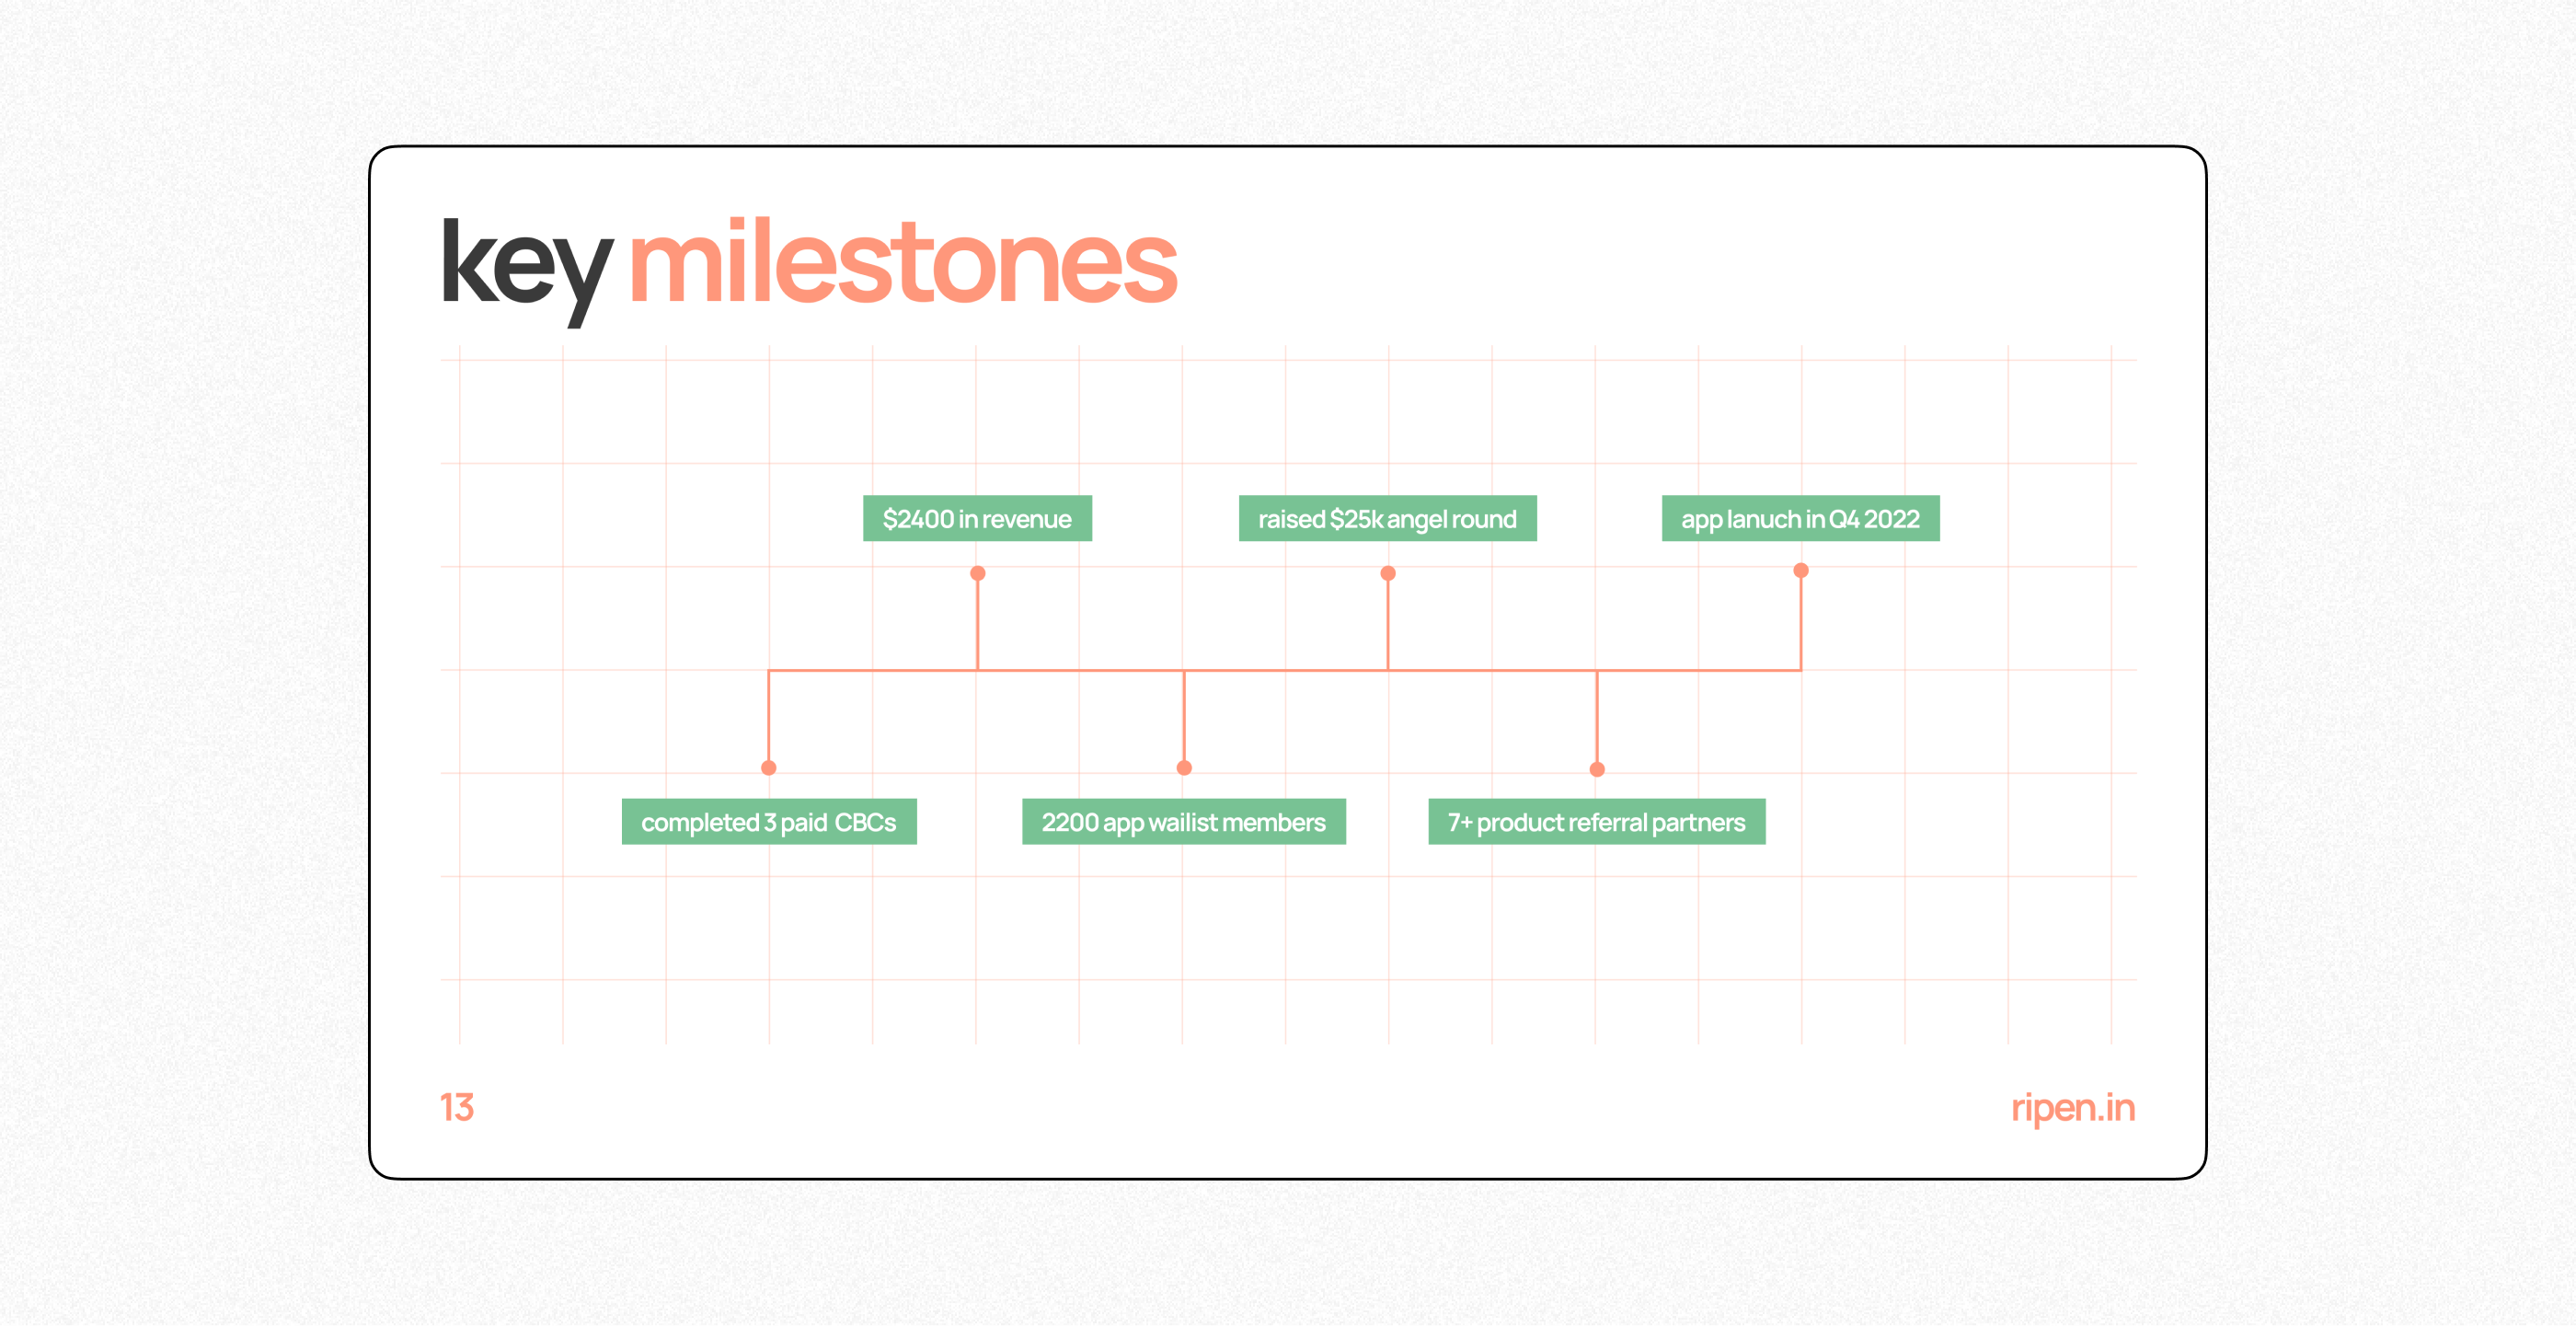 key milestones
$2400 in revenue
raised $25k angel round
app lanuch in Q4 2022
completed 3 paid CBCs
2200 app wailist members
7+ product referral partners
13
ripen.in